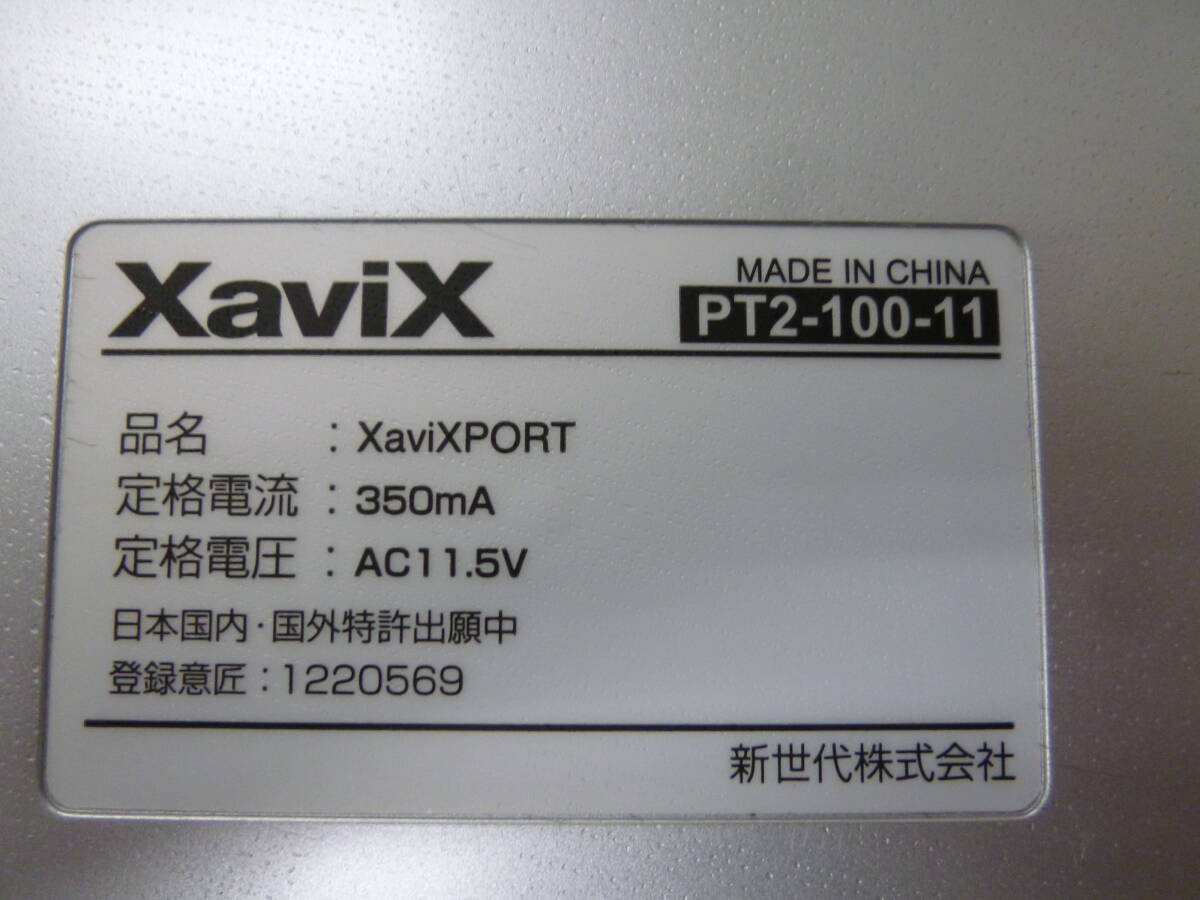 XaviX
MADE IN CHINA
PT2-100-11
品名 : XaviXPORT
定格電流 : 350mA
定格電圧 : AC11.5V
日本国内・国外特許出願中
登録意匠 : 1220569
新世代株式会社